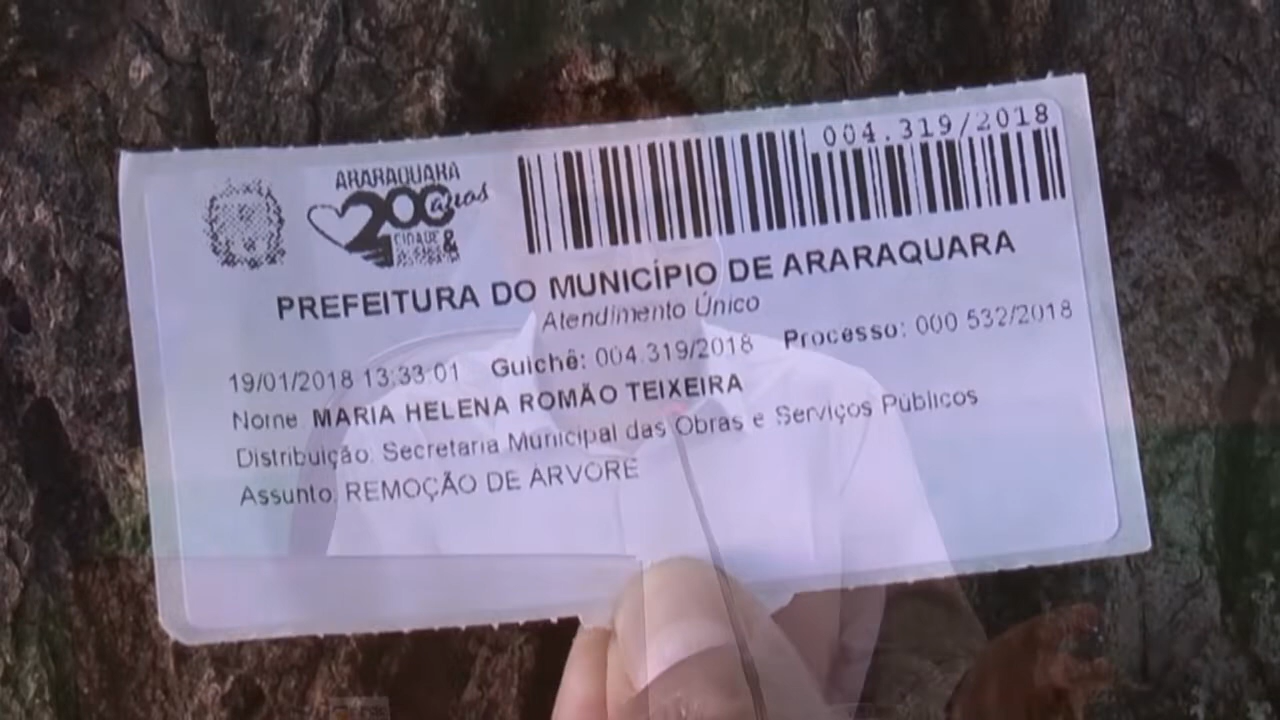 004.319/2018
ARARAQUARA
200 anos
CIDADE &
PREFEITURA DO MUNICÍPIO DE ARARAQUARA
Atendimento Único
19/01/2018 13:33:01 Guichê: 004.319/2018 Processo: 000 532/2018
Nome MARIA HELENA ROMÃO TEIXEIRA
Distribuição: Secretaria Municipal das Obras e Serviços Públicos
Assunto: REMOÇÃO DE ÁRVORE